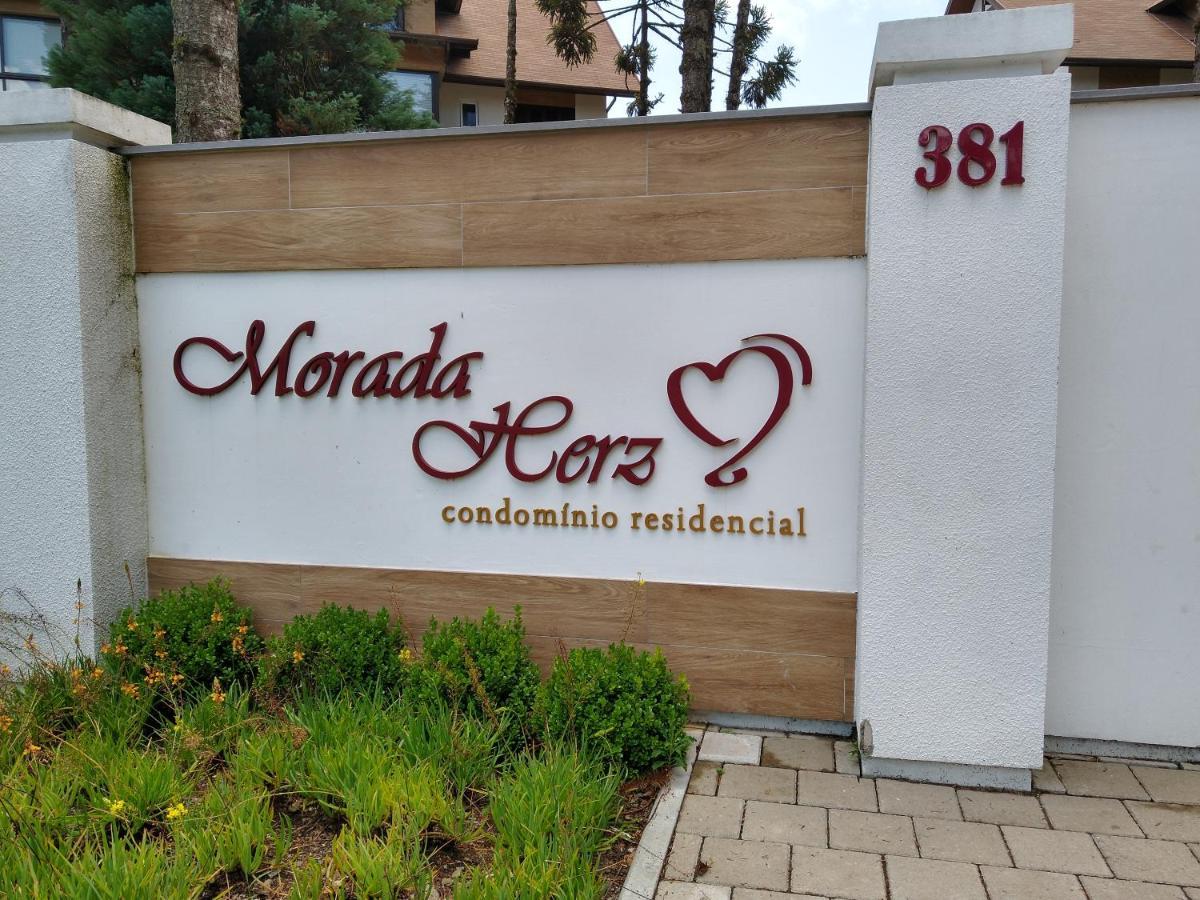 381
Morada
Herz
condomínio residencial